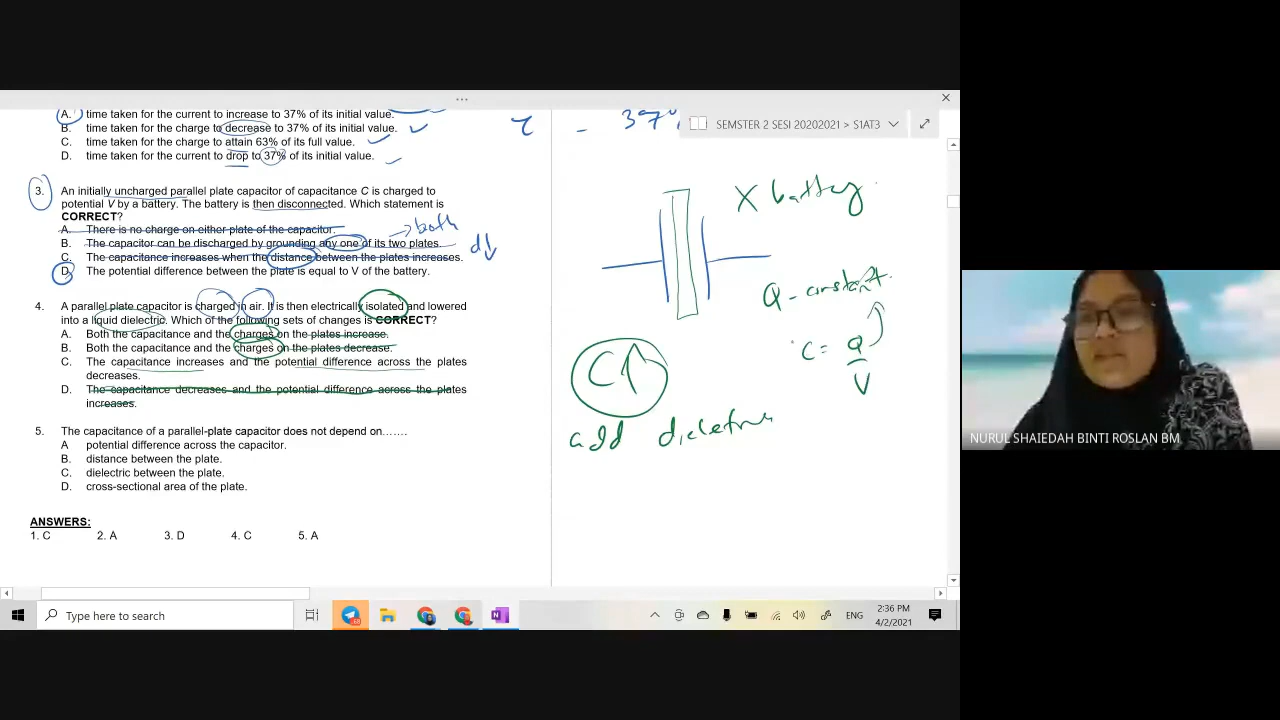 A. time taken for the current to increase to 37% of its initial value.
B. time taken for the charge to decrease to 37% of its initial value.
C. time taken for the charge to attain 63% of its full value.
D. time taken for the current to drop to 37% of its initial value.
37%
SEMSTER 2 SESI 20202021 > S1AT3
3. An initially uncharged parallel plate capacitor of capacitance C is charged to
potential V by a battery. The battery is then disconnected. Which statement is
CORRECT?
A. There is no charge on either plate of the capacitor.
B. The capacitor can be discharged by grounding any one of its two plates.
→ both
C. The capacitance increases when the distance between the plates increases.
d↓
D. The potential difference between the plate is equal to V of the battery.
4. A parallel plate capacitor is charged in air. It is then electrically isolated and lowered
into a liquid dielectric. Which of the following sets of changes is CORRECT?
A. Both the capacitance and the charges on the plates increase.
B. Both the capacitance and the charges on the plates decrease.
C. The capacitance increases and the potential difference across the plates
decreases.
D. The capacitance decreases and the potential difference across the plates
increases.
5. The capacitance of a parallel-plate capacitor does not depend on…….
A potential difference across the capacitor.
B. distance between the plate.
C. dielectric between the plate.
D. cross-sectional area of the plate.
ANSWERS:
1. C 2. A 3. D 4. C 5. A
X battery
Q - constant
C = Q
V
C↑
add
NURUL SHAIEDAH BINTI ROSLAN BM
Type here to search
ENG
2:36 PM
4/2/2021